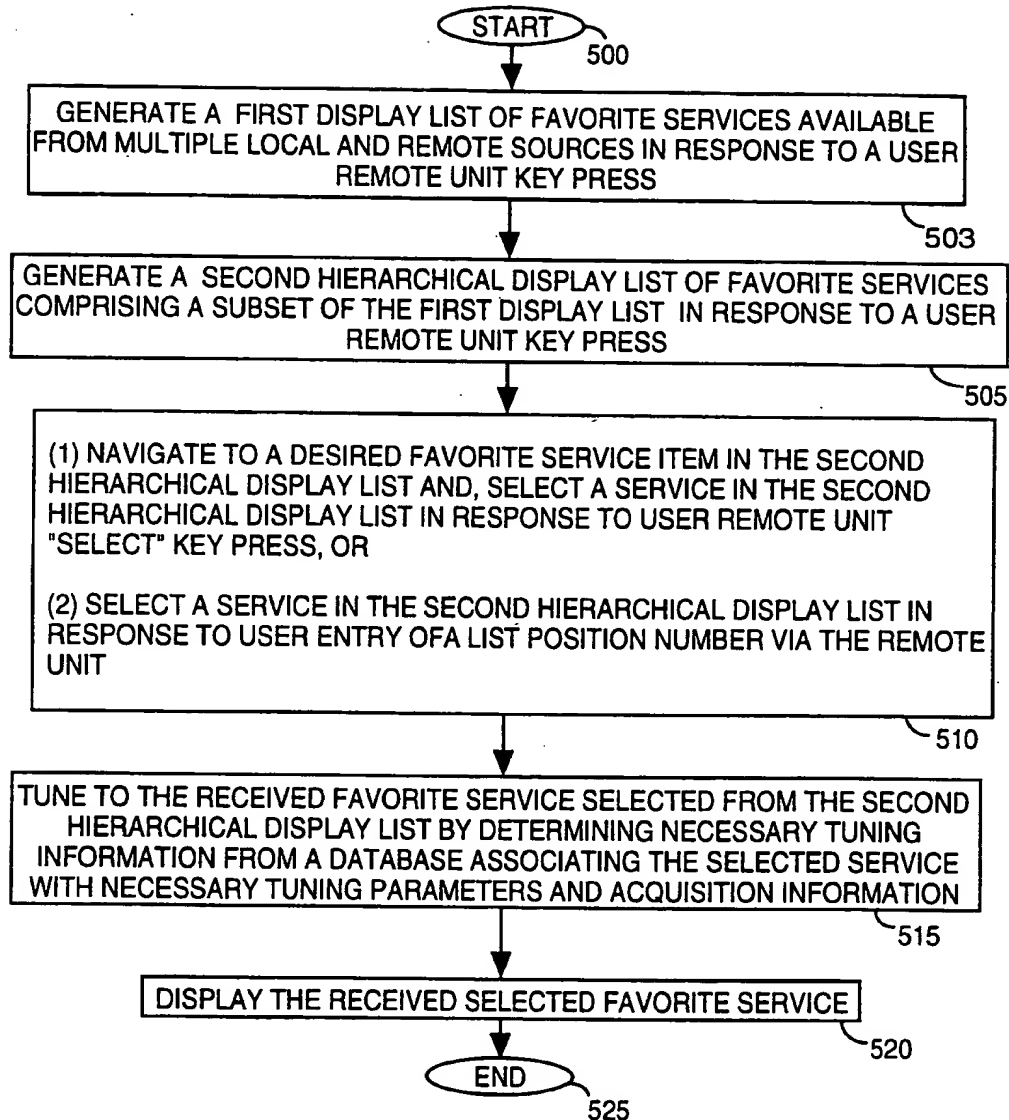 START
500
GENERATE A FIRST DISPLAY LIST OF FAVORITE SERVICES AVAILABLE
FROM MULTIPLE LOCAL AND REMOTE SOURCES IN RESPONSE TO A USER
REMOTE UNIT KEY PRESS
503
GENERATE A SECOND HIERARCHICAL DISPLAY LIST OF FAVORITE SERVICES
COMPRISING A SUBSET OF THE FIRST DISPLAY LIST IN RESPONSE TO A USER
REMOTE UNIT KEY PRESS
505
(1) NAVIGATE TO A DESIRED FAVORITE SERVICE ITEM IN THE SECOND
HIERARCHICAL DISPLAY LIST AND, SELECT A SERVICE IN THE SECOND
HIERARCHICAL DISPLAY LIST IN RESPONSE TO USER REMOTE UNIT
"SELECT" KEY PRESS, OR
(2) SELECT A SERVICE IN THE SECOND HIERARCHICAL DISPLAY LIST IN
RESPONSE TO USER ENTRY OFA LIST POSITION NUMBER VIA THE REMOTE
UNIT
510
TUNE TO THE RECEIVED FAVORITE SERVICE SELECTED FROM THE SECOND
HIERARCHICAL DISPLAY LIST BY DETERMINING NECESSARY TUNING
INFORMATION FROM A DATABASE ASSOCIATING THE SELECTED SERVICE
WITH NECESSARY TUNING PARAMETERS AND ACQUISITION INFORMATION
515
DISPLAY THE RECEIVED SELECTED FAVORITE SERVICE
520
END
525